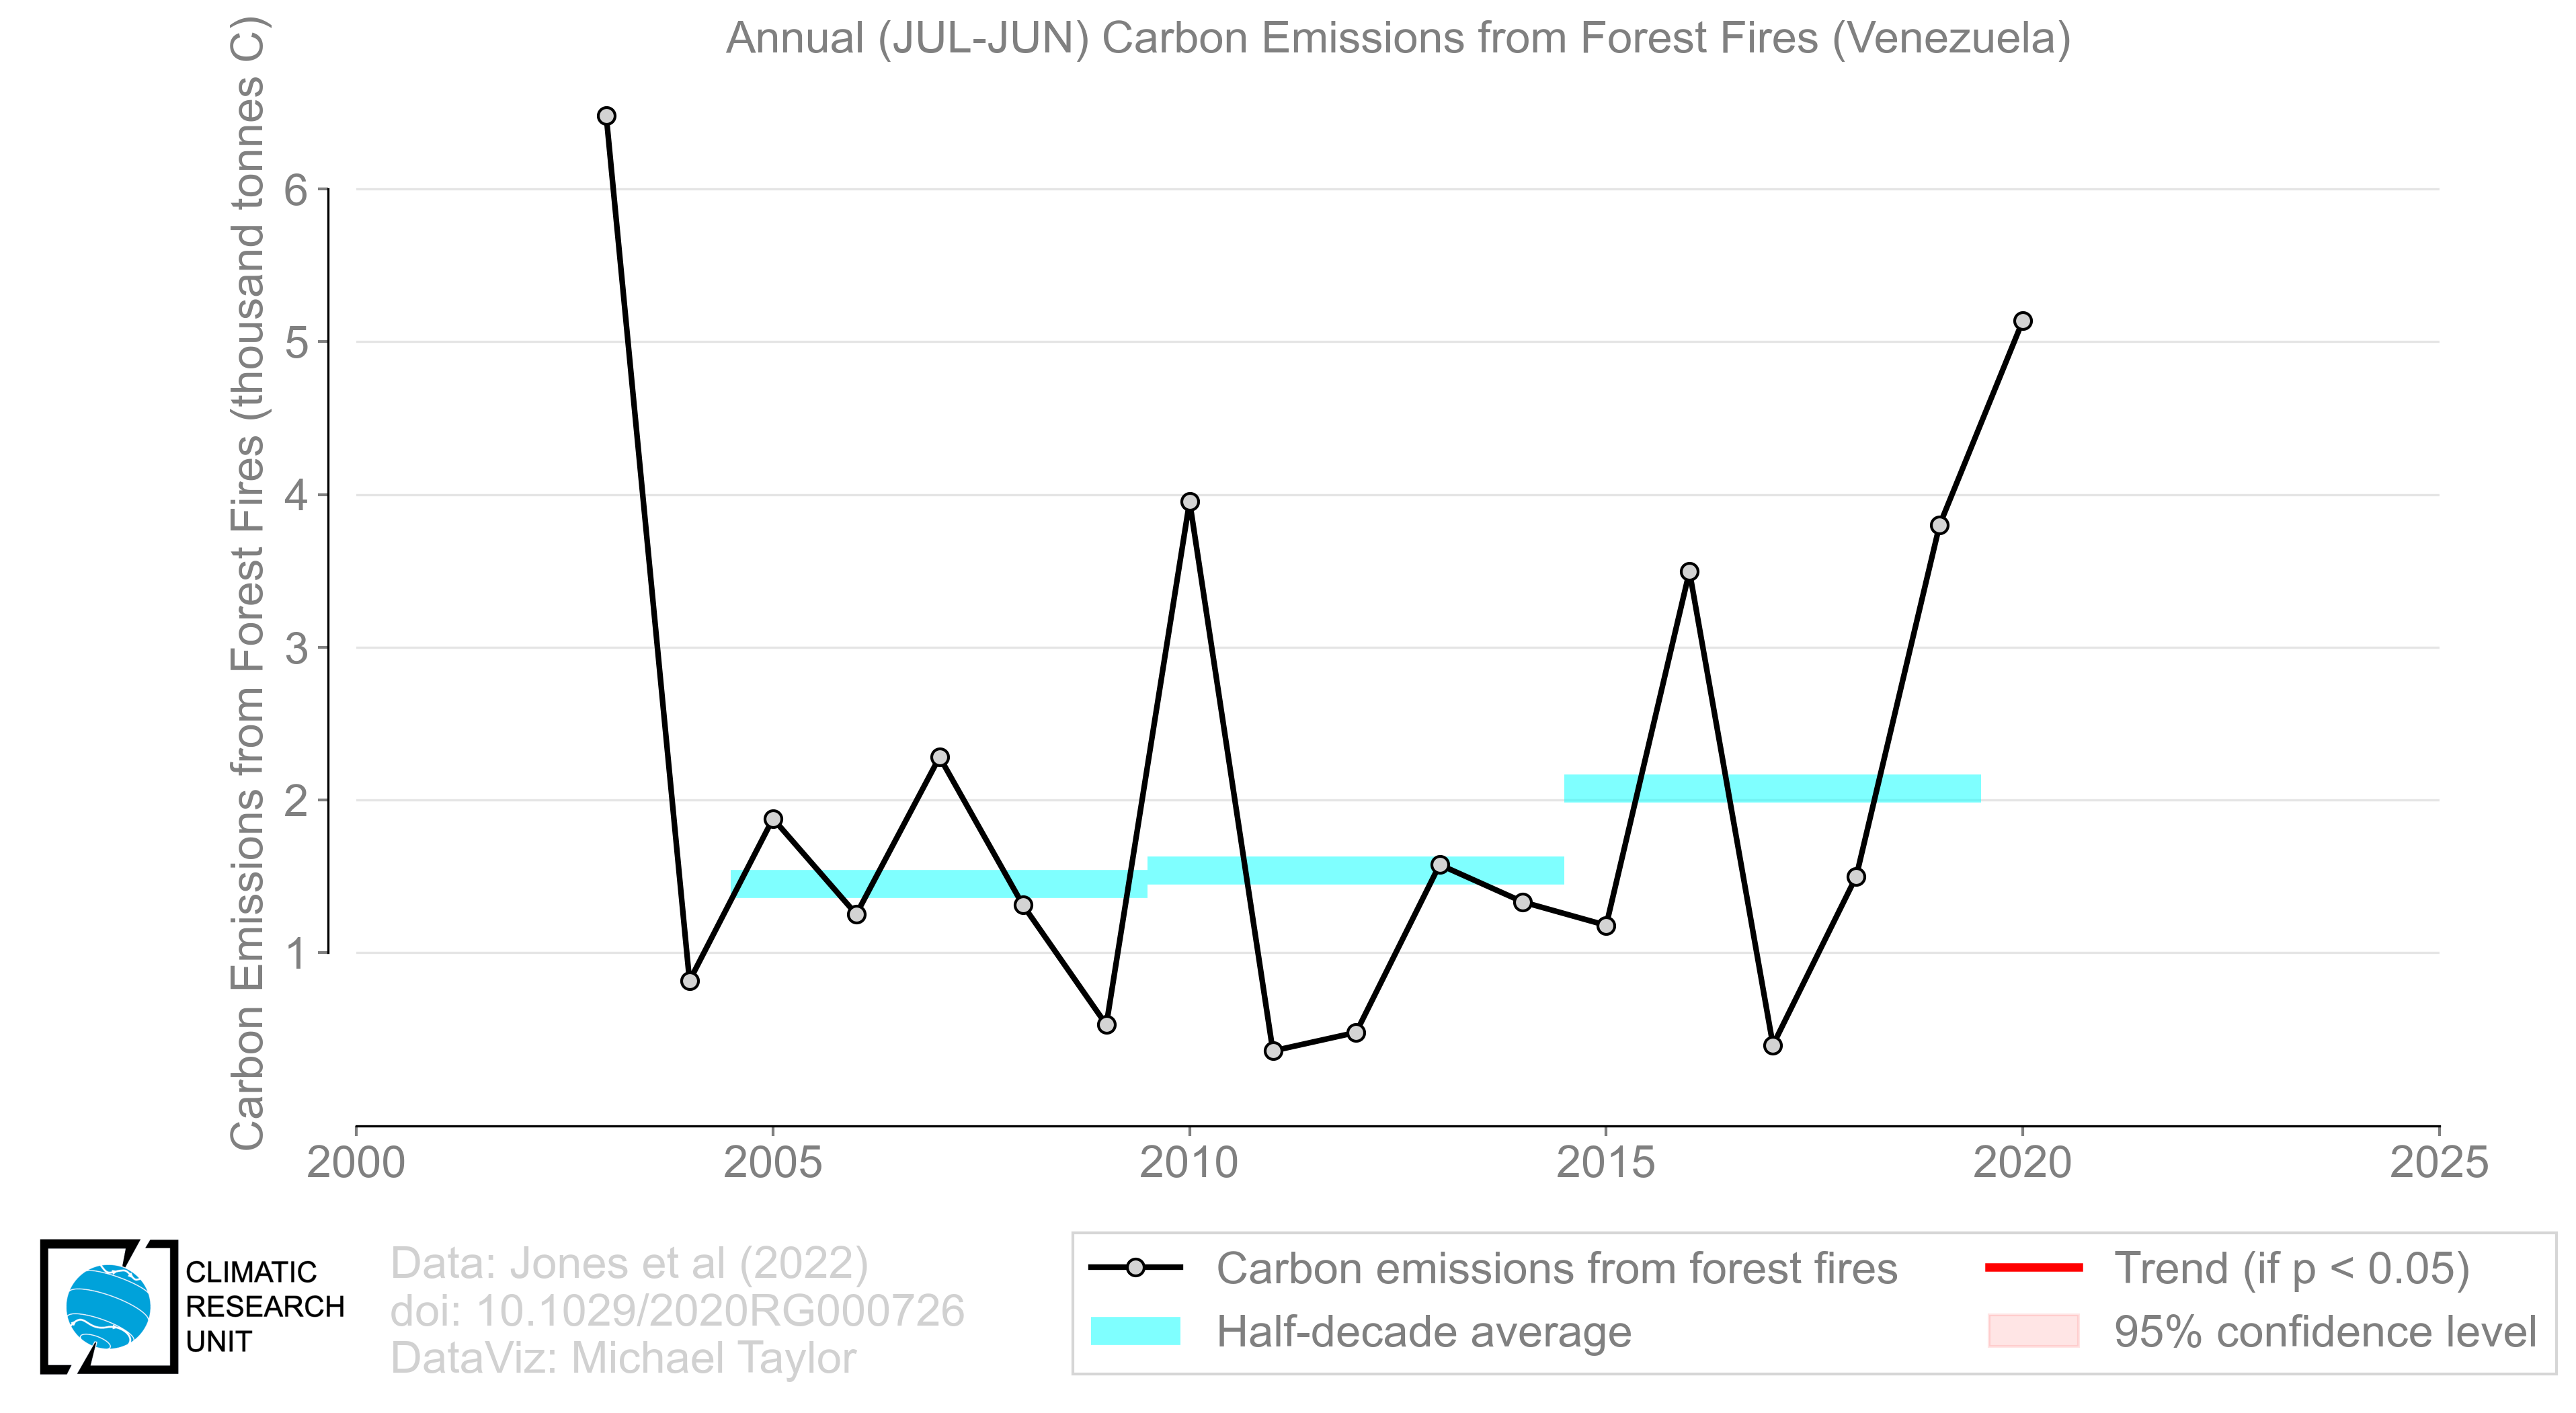 Annual (JUL-JUN) Carbon Emissions from Forest Fires (Venezuela)
Carbon Emissions from Forest Fires (thousand tonnes C)
6
5
4
3
2
1
2000 2005 2010 2015 2020 2025
CLIMATIC
RESEARCH
UNIT
Data: Jones et al (2022)
doi: 10.1029/2020RG000726
DataViz: Michael Taylor
Carbon emissions from forest fires
Half-decade average
Trend (if p < 0.05)
95% confidence level